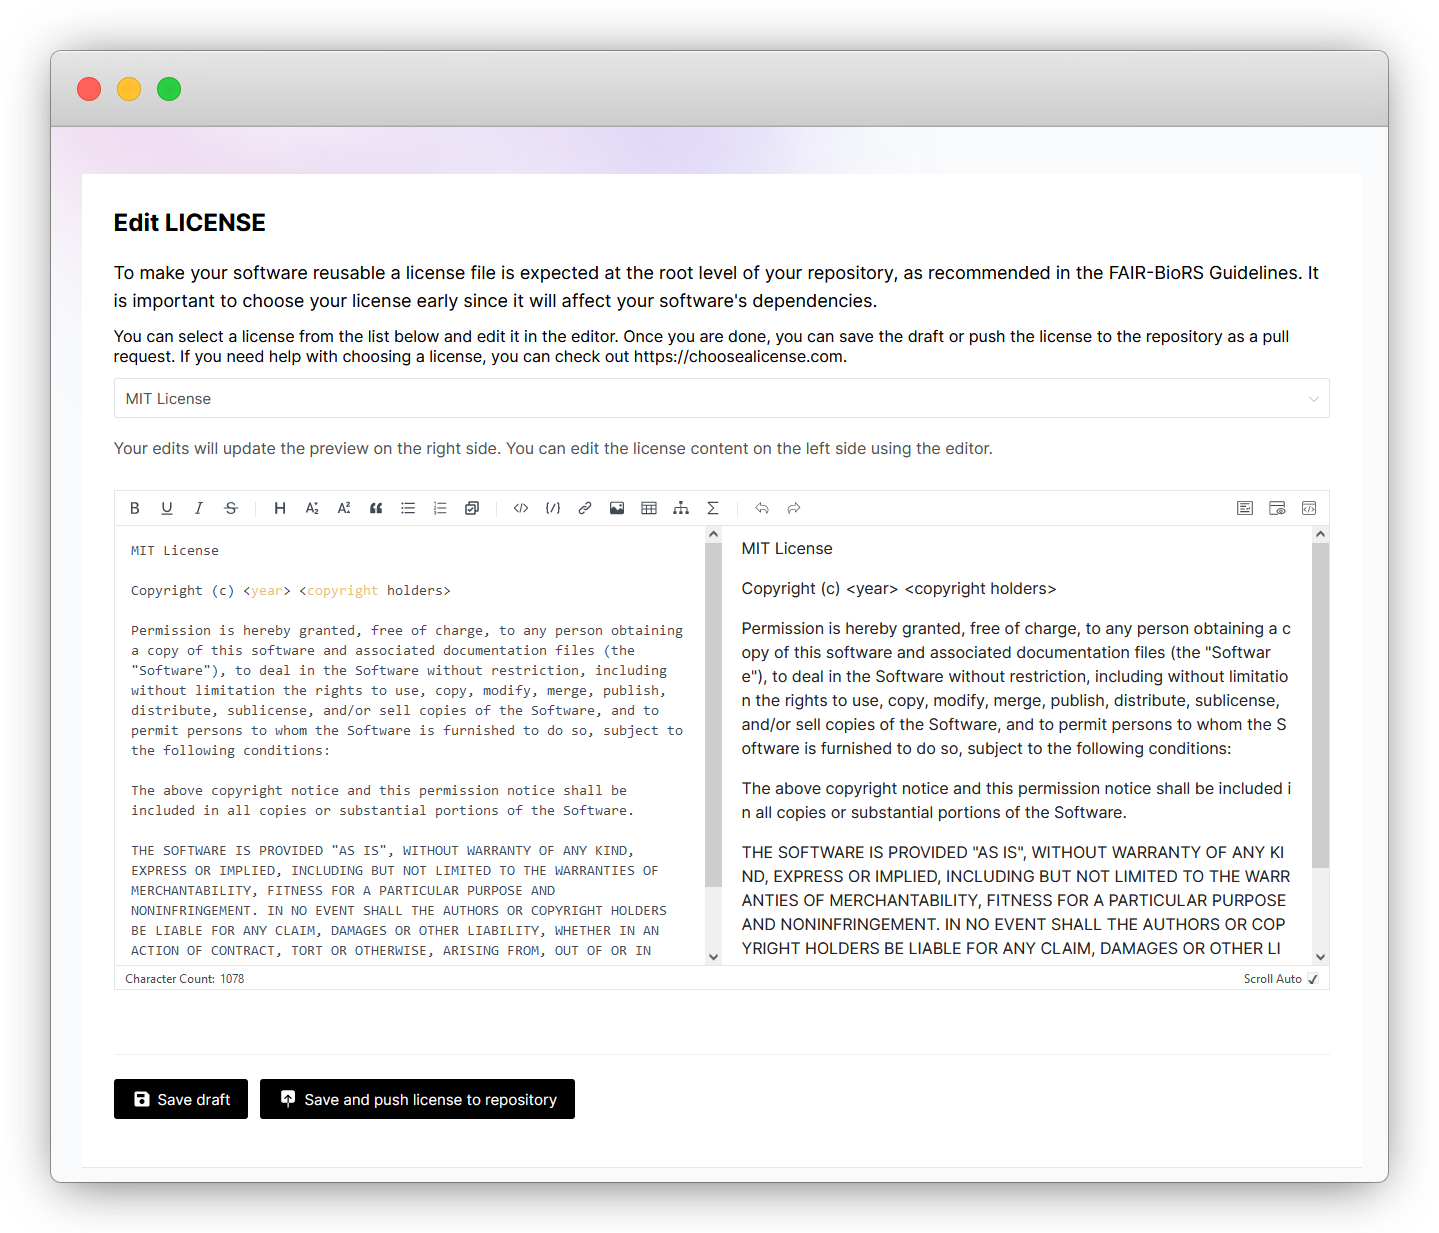 Edit LICENSE
To make your software reusable a license file is expected at the root level of your repository, as recommended in the FAIR-BioRS Guidelines. It
is important to choose your license early since it will affect your software's dependencies.
You can select a license from the list below and edit it in the editor. Once you are done, you can save the draft or push the license to the repository as a pull
request. If you need help with choosing a license, you can check out https://choosealicense.com.
MIT License
Your edits will update the preview on the right side. You can edit the license content on the left side using the editor.
MIT License
Copyright (c) <year> <copyright holders>
Permission is hereby granted, free of charge, to any person obtaining
a copy of this software and associated documentation files (the
"Software"), to deal in the Software without restriction, including
without limitation the rights to use, copy, modify, merge, publish,
distribute, sublicense, and/or sell copies of the Software, and to
permit persons to whom the Software is furnished to do so, subject to
the following conditions:
The above copyright notice and this permission notice shall be
included in all copies or substantial portions of the Software.
THE SOFTWARE IS PROVIDED "AS IS", WITHOUT WARRANTY OF ANY KIND,
EXPRESS OR IMPLIED, INCLUDING BUT NOT LIMITED TO THE WARRANTIES OF
MERCHANTABILITY, FITNESS FOR A PARTICULAR PURPOSE AND
NONINFRINGEMENT. IN NO EVENT SHALL THE AUTHORS OR COPYRIGHT HOLDERS
BE LIABLE FOR ANY CLAIM, DAMAGES OR OTHER LIABILITY, WHETHER IN AN
ACTION OF CONTRACT, TORT OR OTHERWISE, ARISING FROM, OUT OF OR IN
MIT License
Copyright (c) <year> <copyright holders>
Permission is hereby granted, free of charge, to any person obtaining a c
opy of this software and associated documentation files (the "Softwar
e"), to deal in the Software without restriction, including without limitatio
n the rights to use, copy, modify, merge, publish, distribute, sublicense,
and/or sell copies of the Software, and to permit persons to whom the S
oftware is furnished to do so, subject to the following conditions:
The above copyright notice and this permission notice shall be included i
n all copies or substantial portions of the Software.
THE SOFTWARE IS PROVIDED "AS IS", WITHOUT WARRANTY OF ANY KI
ND, EXPRESS OR IMPLIED, INCLUDING BUT NOT LIMITED TO THE WARR
ANTIES OF MERCHANTABILITY, FITNESS FOR A PARTICULAR PURPOSE
AND NONINFRINGEMENT. IN NO EVENT SHALL THE AUTHORS OR COP
YRIGHT HOLDERS BE LIABLE FOR ANY CLAIM, DAMAGES OR OTHER LI
Character Count: 1078
Scroll Auto
Save draft
Save and push license to repository